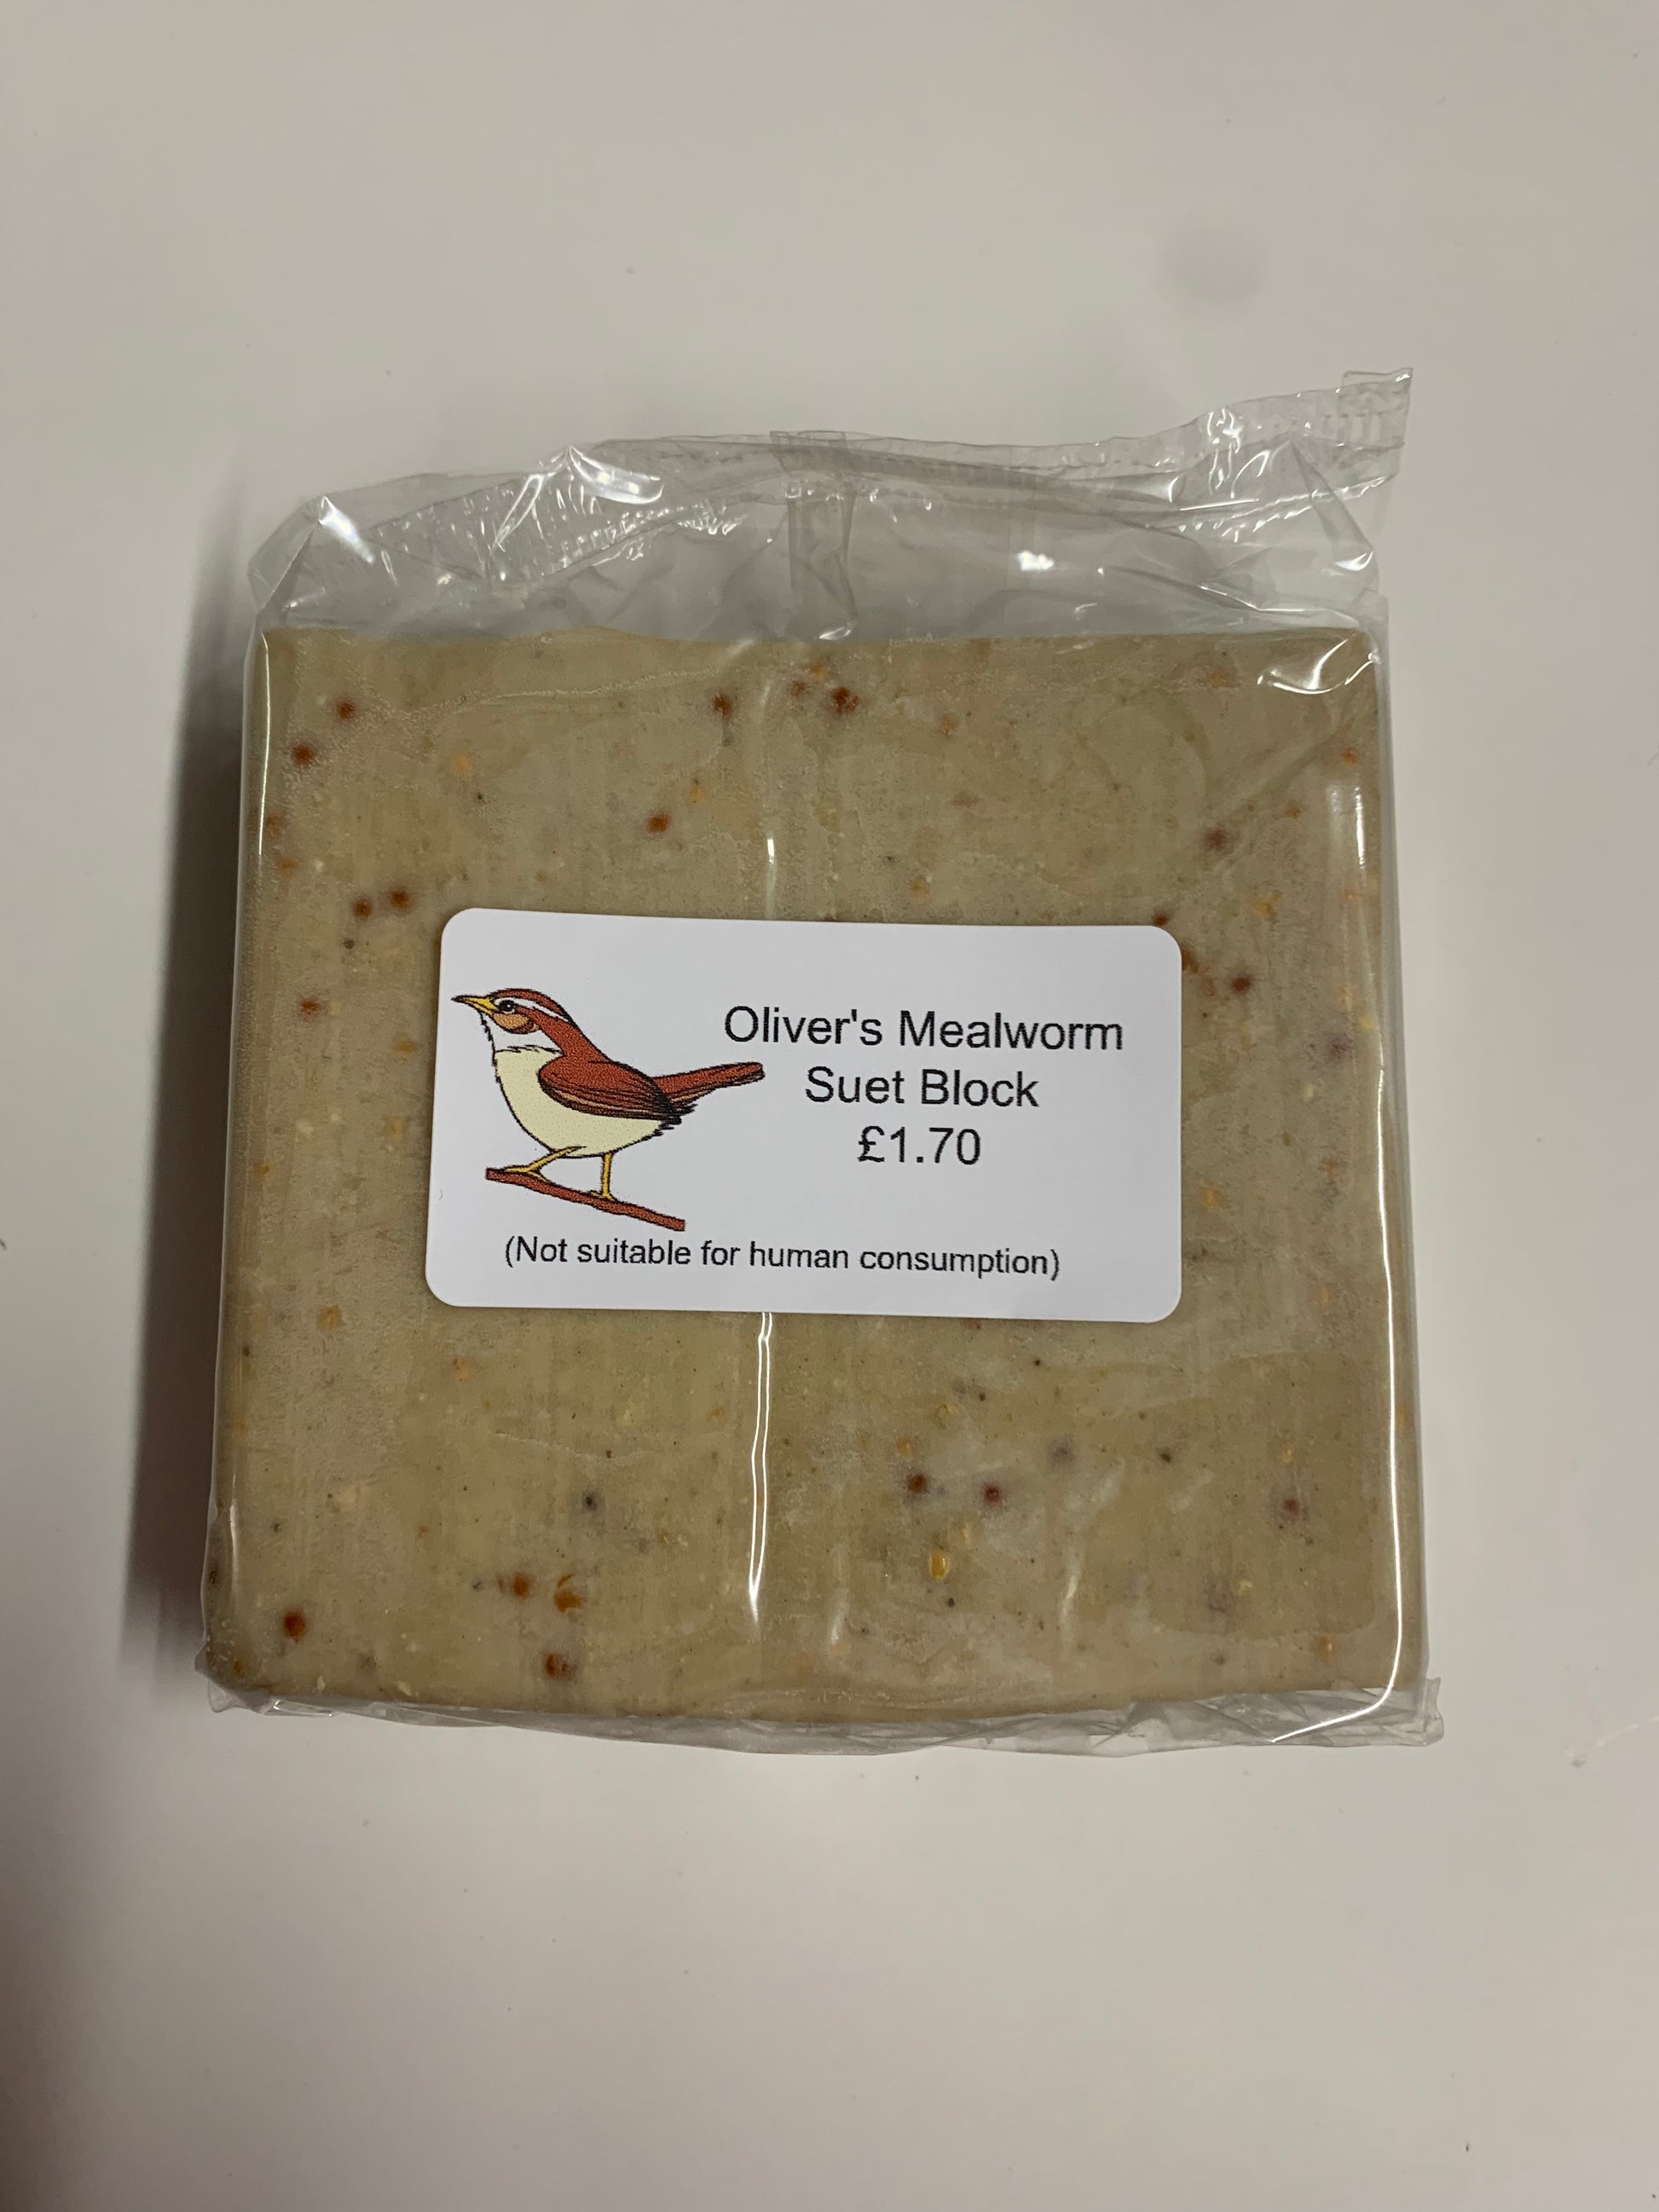 Oliver's Mealworm
Suet Block
£1.70
(Not suitable for human consumption)